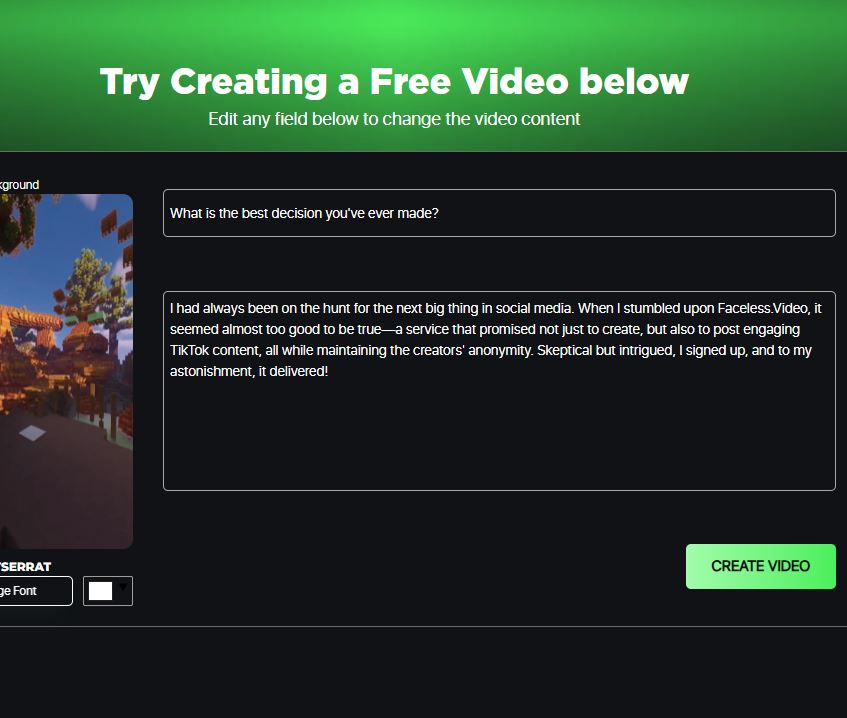 Try Creating a Free Video below
Edit any field below to change the video content
kground
What is the best decision you've ever made?
I had always been on the hunt for the next big thing in social media. When I stumbled upon Faceless.Video, it
seemed almost too good to be true—a service that promised not just to create, but also to post engaging
TikTok content, all while maintaining the creators' anonymity. Skeptical but intrigued, I signed up, and to my
astonishment, it delivered!
CREATE VIDEO
TSERRAT
ge Font